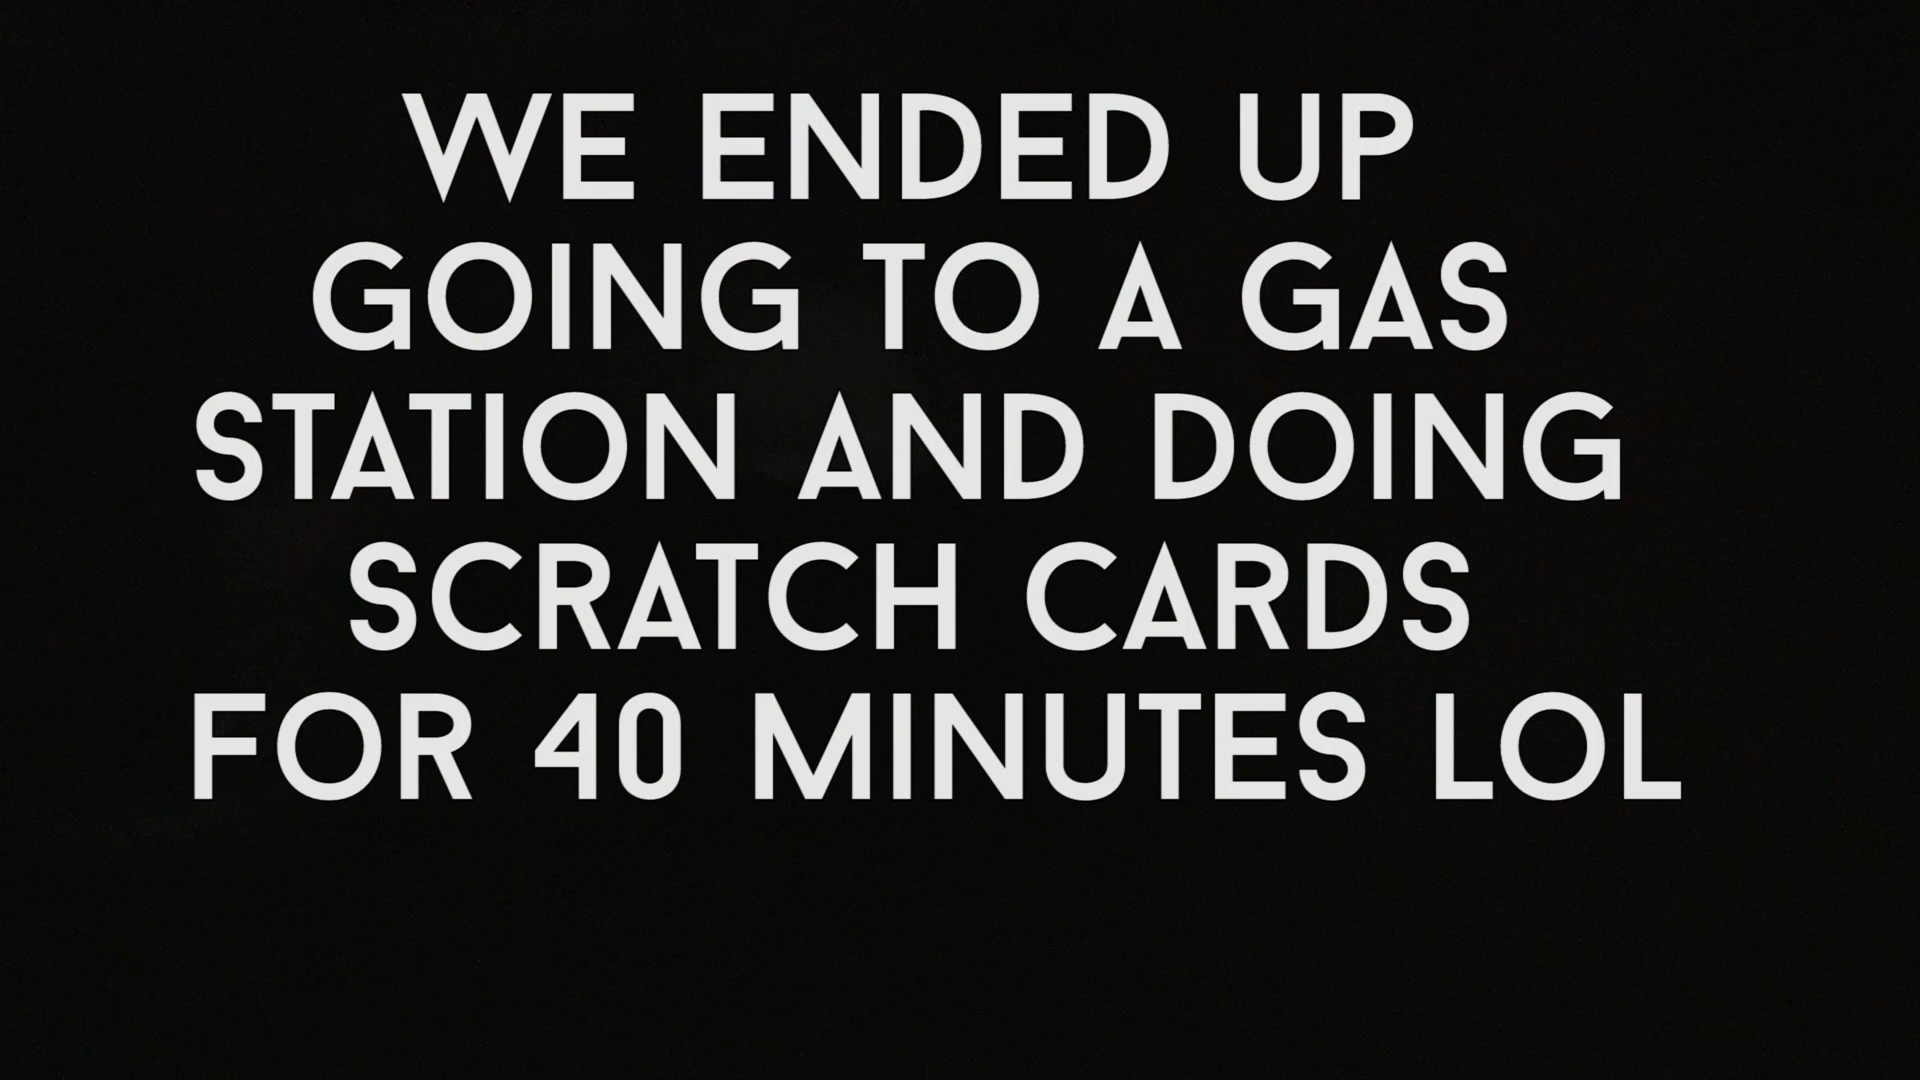 WE ENDED UP
GOING TO A GAS
STATION AND DOING
SCRATCH CARDS
FOR 40 MINUTES LOL